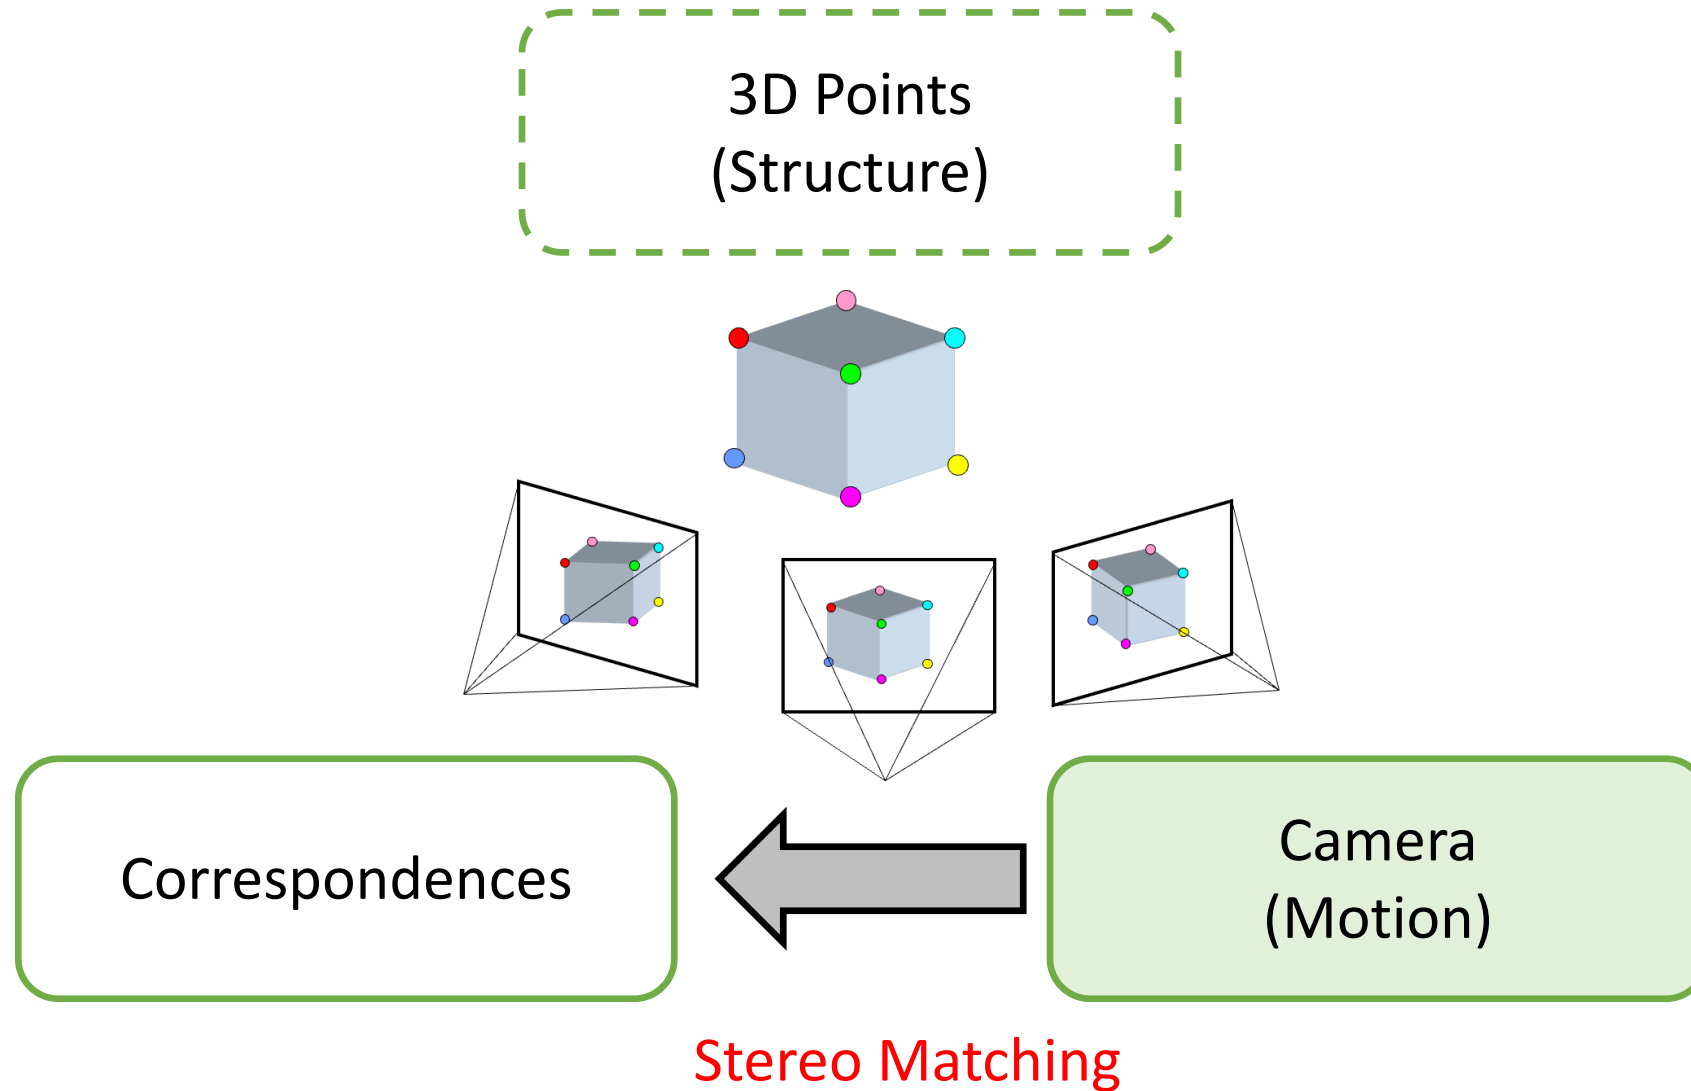 3D Points
(Structure)
Correspondences
Camera
(Motion)
Stereo Matching